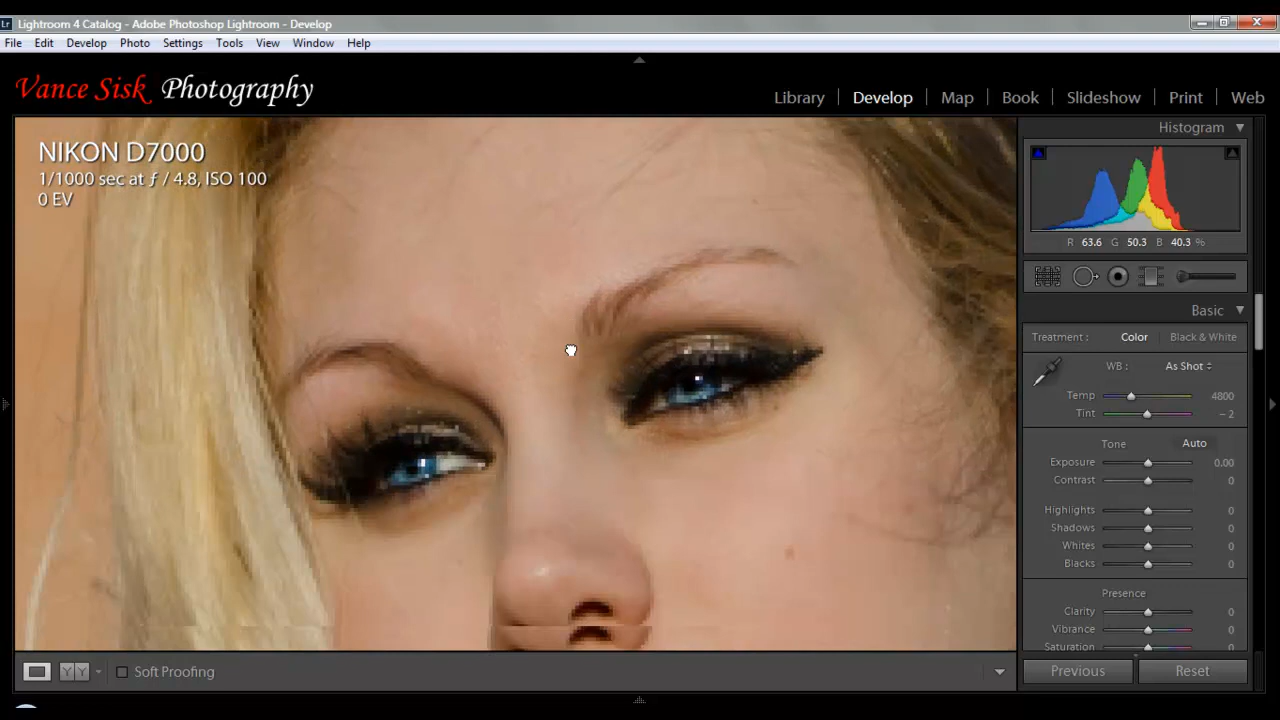 Lightroom 4 Catalog - Adobe Photoshop Lightroom - Develop
File Edit Develop Photo Settings Tools View Window Help
Vance Sisk Photography
Library Develop Map Book Slideshow Print Web
NIKON D7000
1/1000 sec at ƒ / 4.8, ISO 100
0 EV
Histogram
R 63.6 G 50.3 B 40.3 %
Basic
Treatment : Color Black & White
WB : As Shot
Temp 4800
Tint – 2
Tone Auto
Exposure 0.00
Contrast 0
Highlights 0
Shadows 0
Whites 0
Blacks 0
Presence
Clarity 0
Vibrance 0
Saturation 0
Previous Reset
YY Soft Proofing
Lr